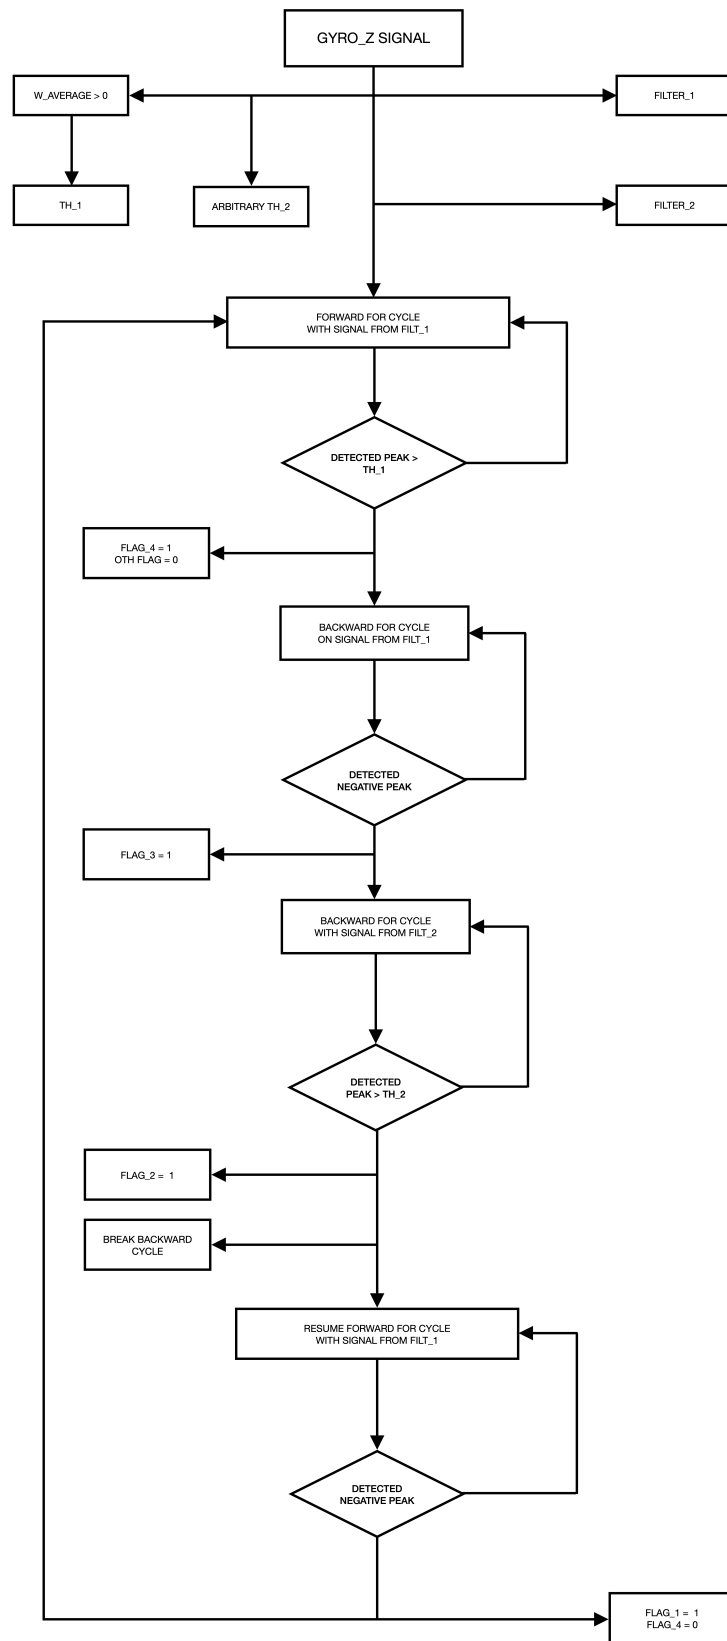 GYRO_Z SIGNAL
W_AVERAGE > 0
FILTER_1
TH_1
ARBITRARY TH_2
FILTER_2
FORWARD FOR CYCLE
WITH SIGNAL FROM FILT_1
DETECTED PEAK >
TH_1
FLAG_4 = 1
OTH FLAG = 0
BACKWARD FOR CYCLE
ON SIGNAL FROM FILT_1
DETECTED
NEGATIVE PEAK
FLAG_3 = 1
BACKWARD FOR CYCLE
WITH SIGNAL FROM FILT_2
DETECTED
PEAK > TH_2
FLAG_2 = 1
BREAK BACKWARD
CYCLE
RESUME FORWARD FOR CYCLE
WITH SIGNAL FROM FILT_1
DETECTED
NEGATIVE PEAK
FLAG_1 = 1
FLAG_4 = 0